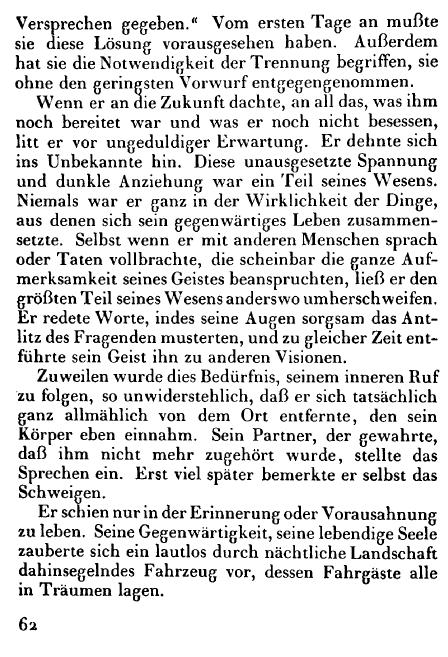 Versprechen gegeben.“ Vom ersten Tage an mußte
sie diese Lösung vorausgesehen haben. Außerdem
hat sie die Notwendigkeit der Trennung begriffen, sie
ohne den geringsten Vorwurf entgegengenommen.
Wenn er an die Zukunft dachte, an all das, was ihm
noch bereitet war und was er noch nicht besessen,
litt er vor ungeduldiger Erwartung. Er dehnte sich
ins Unbekannte hin. Diese unausgesetzte Spannung
und dunkle Anziehung war ein Teil seines Wesens.
Niemals war er ganz in der Wirklichkeit der Dinge,
aus denen sich sein gegenwärtiges Leben zusammen-
setzte. Selbst wenn er mit anderen Menschen sprach
oder Taten vollbrachte, die scheinbar die ganze Auf-
merksamkeit seines Geistes beanspruchten, ließ er den
größten Teil seines Wesens anderswo umherschweifen.
Er redete Worte, indes seine Augen sorgsam das Ant-
litz des Fragenden musterten, und zu gleicher Zeit ent-
führte sein Geist ihn zu anderen Visionen.
Zuweilen wurde dies Bedürfnis, seinem inneren Ruf
zu folgen, so unwiderstehlich, daß er sich tatsächlich
ganz allmählich von dem Ort entfernte, den sein
Körper eben einnahm. Sein Partner, der gewahrte,
daß ihm nicht mehr zugehört wurde, stellte das
Sprechen ein. Erst viel später bemerkte er selbst das
Schweigen.
Er schien nur in der Erinnerung oder Vorausahnung
zu leben. Seine Gegenwärtigkeit, seine lebendige Seele
zauberte sich ein lautlos durch nächtliche Landschaft
dahinsegelndes Fahrzeug vor, dessen Fahrgäste alle
in Träumen lagen.
62